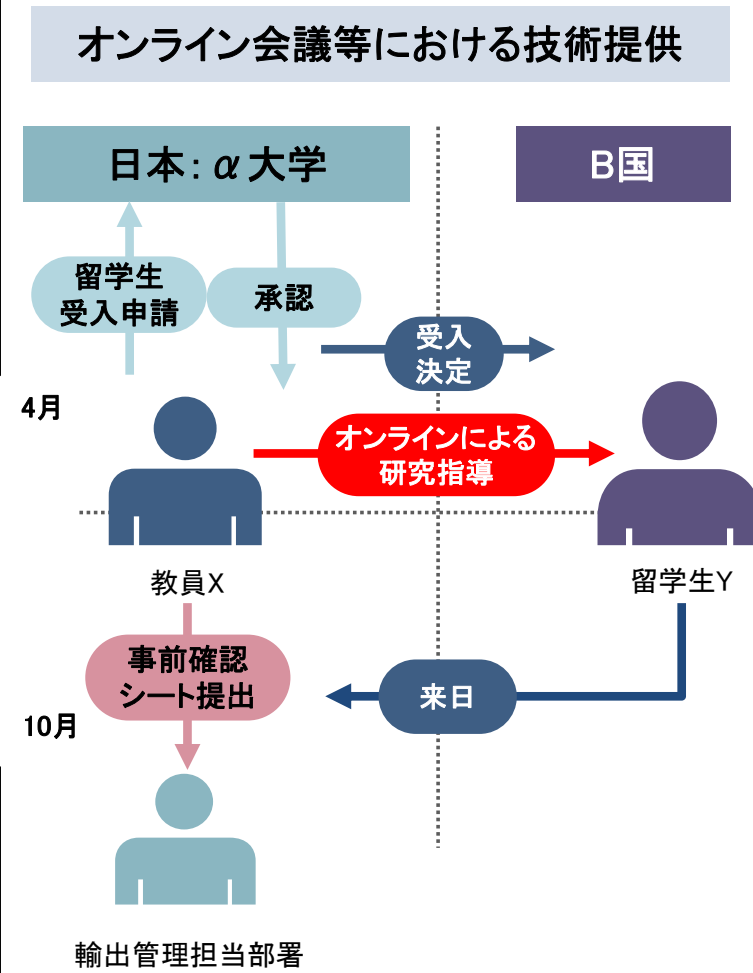 オンライン会議等における技術提供
日本：α大学
B国
留学生
受入申請
承認
受入
決定
4月
オンラインによる
研究指導
教員X
留学生Y
事前確認
シート提出
来日
10月
輸出管理担当部署